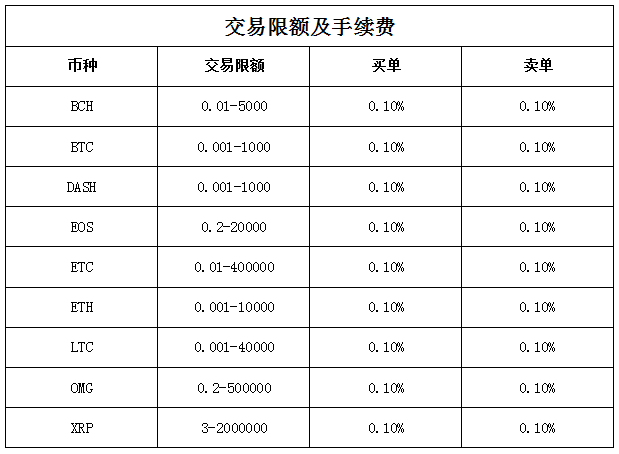 交易限额及手续费
币种 交易限额 买单 卖单
BCH 0.01-5000 0.10% 0.10%
BTC 0.001-1000 0.10% 0.10%
DASH 0.001-1000 0.10% 0.10%
EOS 0.2-20000 0.10% 0.10%
ETC 0.01-400000 0.10% 0.10%
ETH 0.001-10000 0.10% 0.10%
LTC 0.001-40000 0.10% 0.10%
OMG 0.2-500000 0.10% 0.10%
XRP 3-2000000 0.10% 0.10%